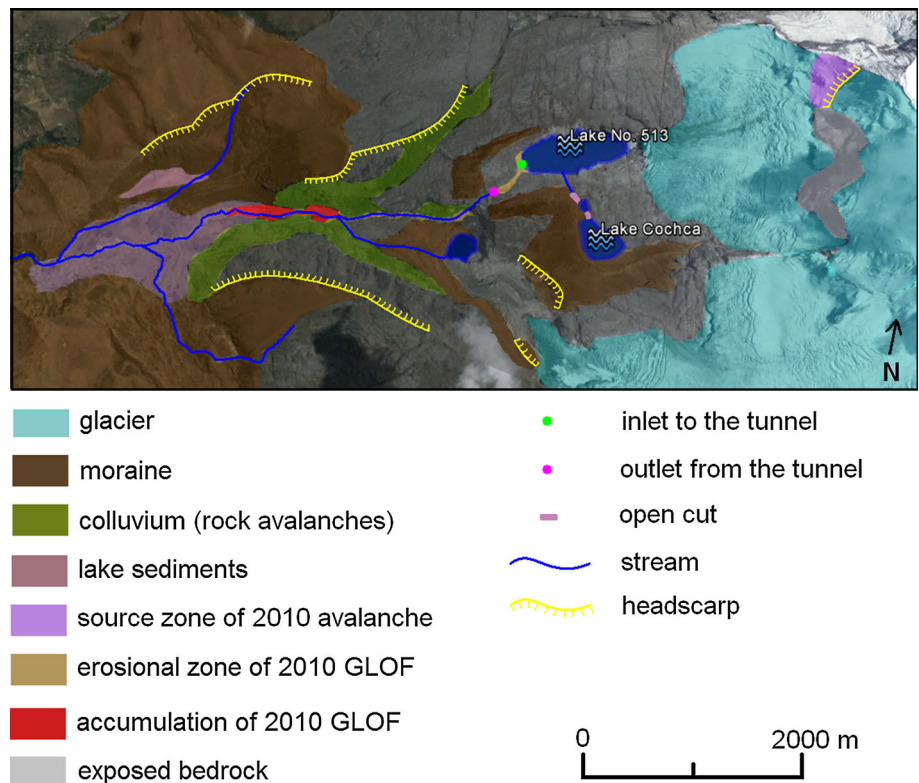 Lake No. 513
Lake Cochca
N
glacier
moraine
colluvium (rock avalanches)
lake sediments
source zone of 2010 avalanche
erosional zone of 2010 GLOF
accumulation of 2010 GLOF
exposed bedrock
inlet to the tunnel
outlet from the tunnel
open cut
stream
headscarp
0 2000 m